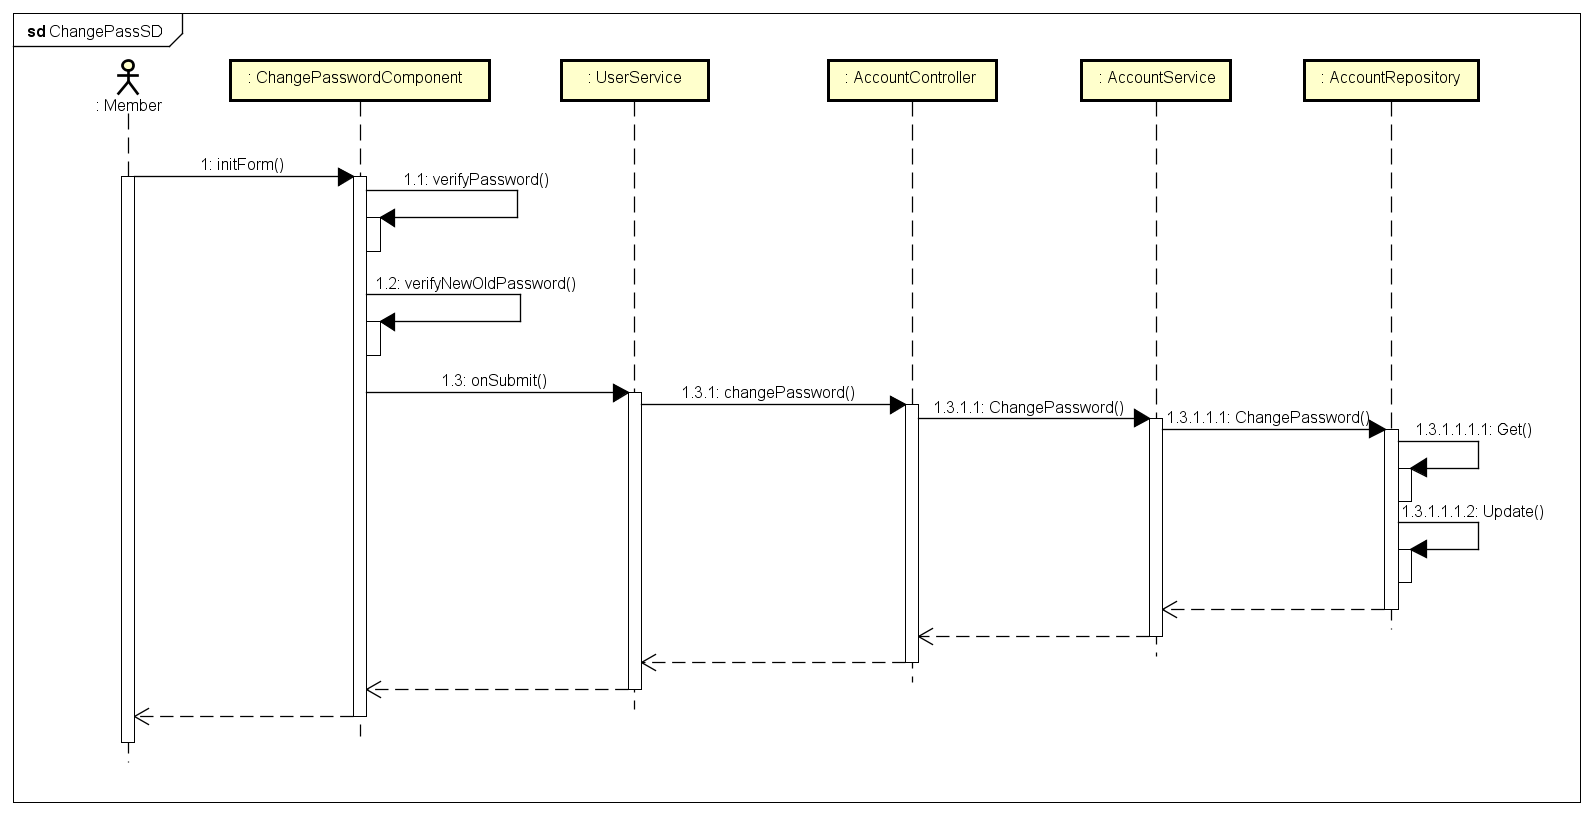 sd ChangePassSD
: Member
: ChangePasswordComponent
: UserService
: AccountController
: AccountService
: AccountRepository
1: initForm()
1.1: verifyPassword()
1.2: verifyNewOldPassword()
1.3: onSubmit()
1.3.1: changePassword()
1.3.1.1: ChangePassword()
1.3.1.1.1: ChangePassword()
1.3.1.1.1.1: Get()
1.3.1.1.1.2: Update()